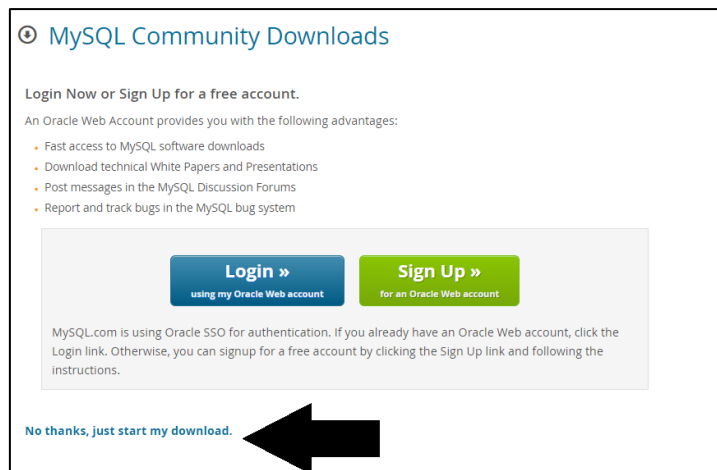 MySQL Community Downloads
Login Now or Sign Up for a free account.
An Oracle Web Account provides you with the following advantages:
Fast access to MySQL software downloads
Download technical White Papers and Presentations
Post messages in the MySQL Discussion Forums
Report and track bugs in the MySQL bug system
Login »
using my Oracle Web account
Sign Up »
for an Oracle Web account
MySQL.com is using Oracle SSO for authentication. If you already have an Oracle Web account, click the
Login link. Otherwise, you can signup for a free account by clicking the Sign Up link and following the
instructions.
No thanks, just start my download.